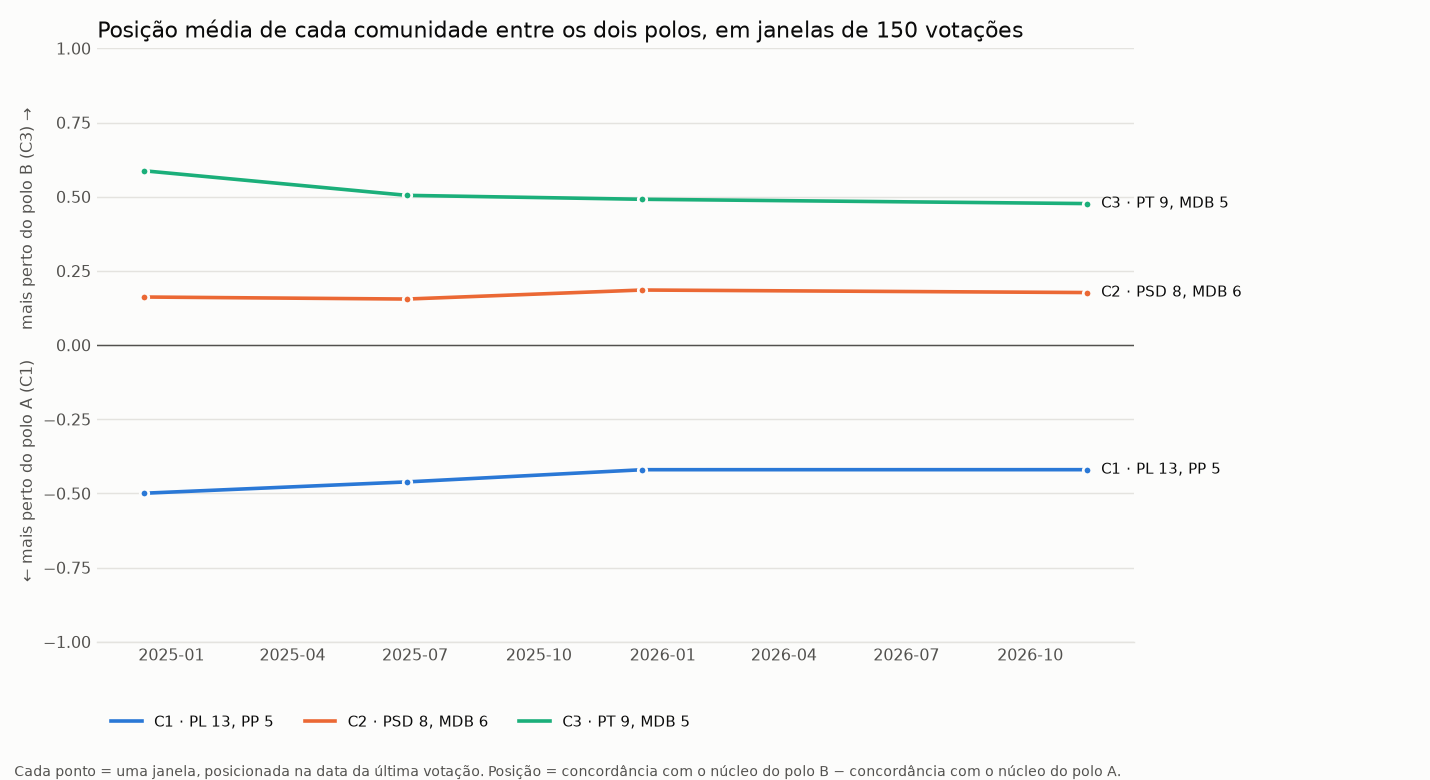 Posição média de cada comunidade entre os dois polos, em janelas de 150 votações
← mais perto do polo A (C1)      mais perto do polo B (C3) →
1.00
0.75
0.50
0.25
0.00
−0.25
−0.50
−0.75
−1.00
C3 · PT 9, MDB 5
C2 · PSD 8, MDB 6
C1 · PL 13, PP 5
2025-01 2025-04 2025-07 2025-10 2026-01 2026-04 2026-07 2026-10
C1 · PL 13, PP 5 C2 · PSD 8, MDB 6 C3 · PT 9, MDB 5
Cada ponto = uma janela, posicionada na data da última votação. Posição = concordância com o núcleo do polo B − concordância com o núcleo do polo A.